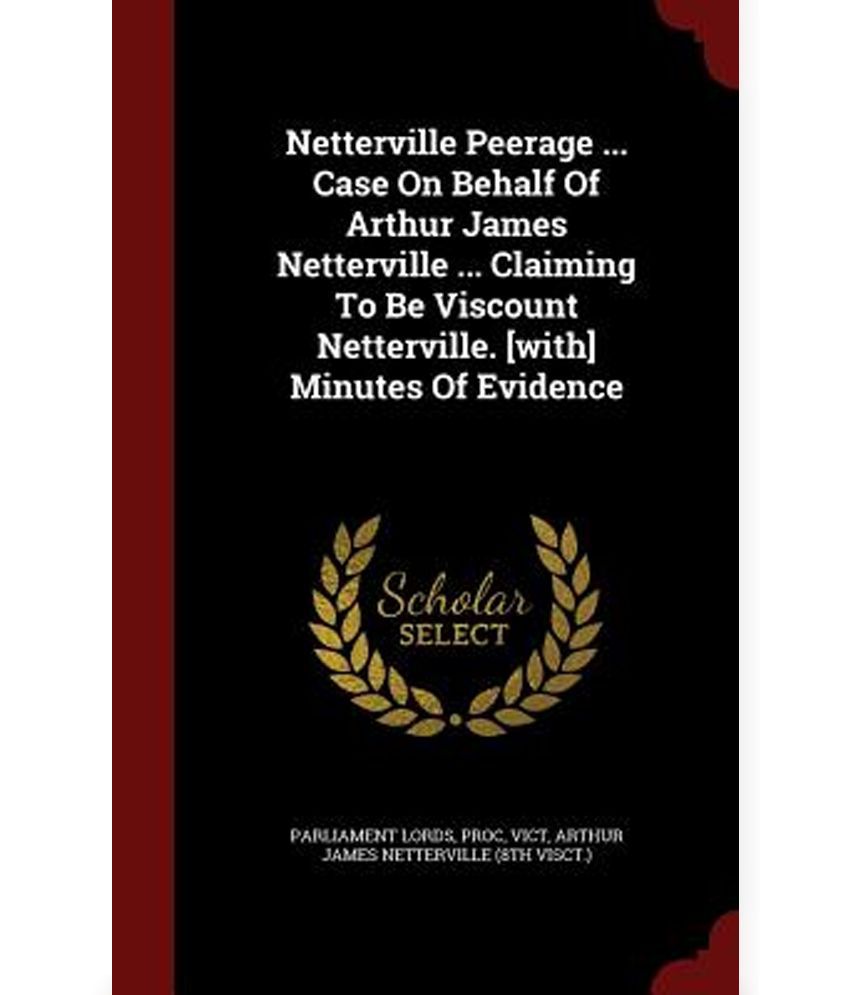 Netterville Peerage ...
Case On Behalf Of
Arthur James
Netterville ... Claiming
To Be Viscount
Netterville. [with]
Minutes Of Evidence
Scholar
SELECT
PARLIAMENT LORDS, PROC, VICT, ARTHUR
JAMES NETTERVILLE (8TH VISCT.)